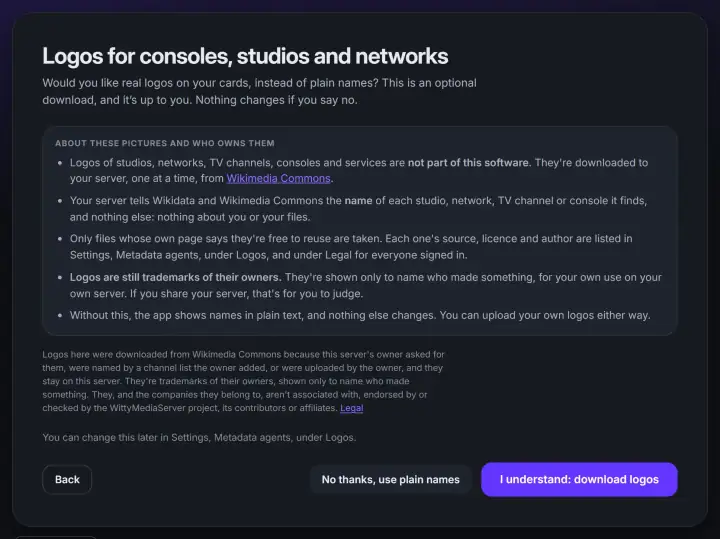 Logos for consoles, studios and networks
Would you like real logos on your cards, instead of plain names? This is an optional
download, and it's up to you. Nothing changes if you say no.
ABOUT THESE PICTURES AND WHO OWNS THEM
• Logos of studios, networks, TV channels, consoles and services are not part of this software. They're downloaded to
your server, one at a time, from Wikimedia Commons.
• Your server tells Wikidata and Wikimedia Commons the name of each studio, network, TV channel or console it finds,
and nothing else: nothing about you or your files.
• Only files whose own page says they're free to reuse are taken. Each one's source, licence and author are listed in
Settings, Metadata agents, under Logos, and under Legal for everyone signed in.
• Logos are still trademarks of their owners. They're shown only to name who made something, for your own use on your
own server. If you share your server, that's for you to judge.
• Without this, the app shows names in plain text, and nothing else changes. You can upload your own logos either way.
Logos here were downloaded from Wikimedia Commons because this server's owner asked for
them, were named by a channel list the owner added, or were uploaded by the owner, and they
stay on this server. They're trademarks of their owners, shown only to name who made
something. They, and the companies they belong to, aren't associated with, endorsed by or
checked by the WittyMediaServer project, its contributors or affiliates. Legal
You can change this later in Settings, Metadata agents, under Logos.
Back
No thanks, use plain names
I understand: download logos